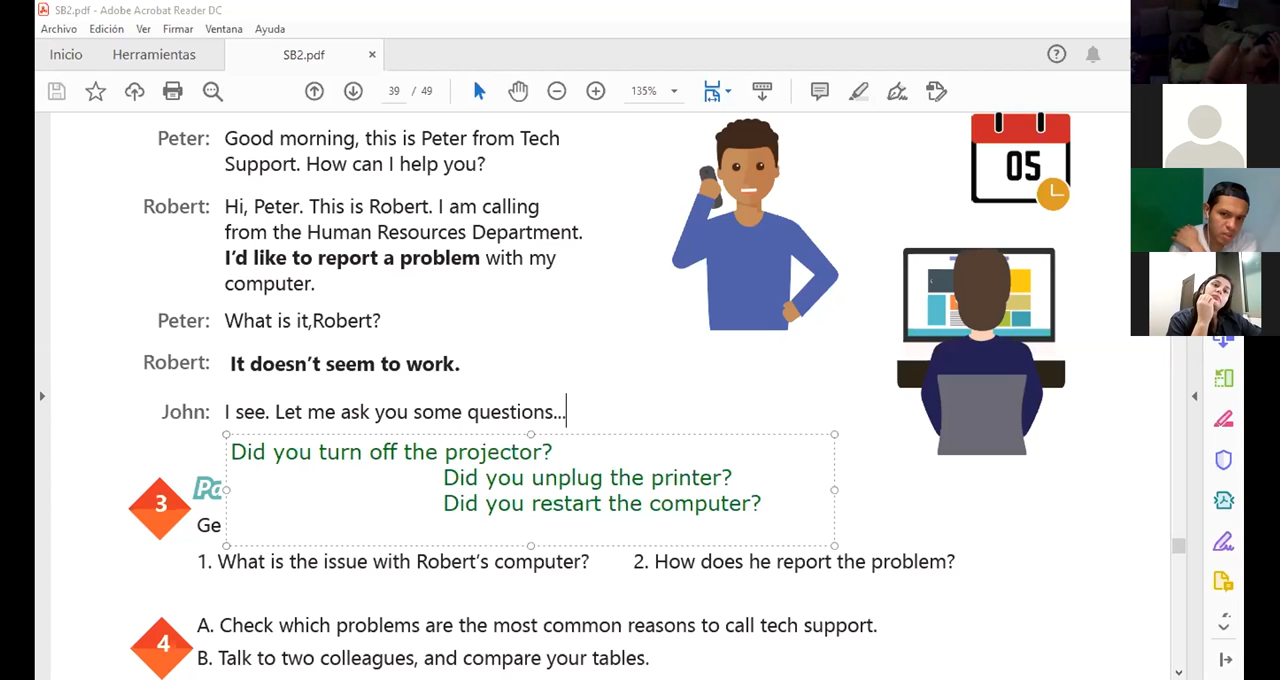 SB2.pdf - Adobe Acrobat Reader DC
Archivo Edición Ver Firmar Ventana Ayuda
Inicio Herramientas SB2.pdf ×
39 / 49 135%
Peter: Good morning, this is Peter from Tech
Support. How can I help you?
Robert: Hi, Peter. This is Robert. I am calling
from the Human Resources Department.
I'd like to report a problem with my
computer.
Peter: What is it,Robert?
Robert: It doesn't seem to work.
John: I see. Let me ask you some questions...
Did you turn off the projector?
Did you unplug the printer?
Did you restart the computer?
05
3
Ge
1. What is the issue with Robert's computer? 2. How does he report the problem?
4
A. Check which problems are the most common reasons to call tech support.
B. Talk to two colleagues, and compare your tables.